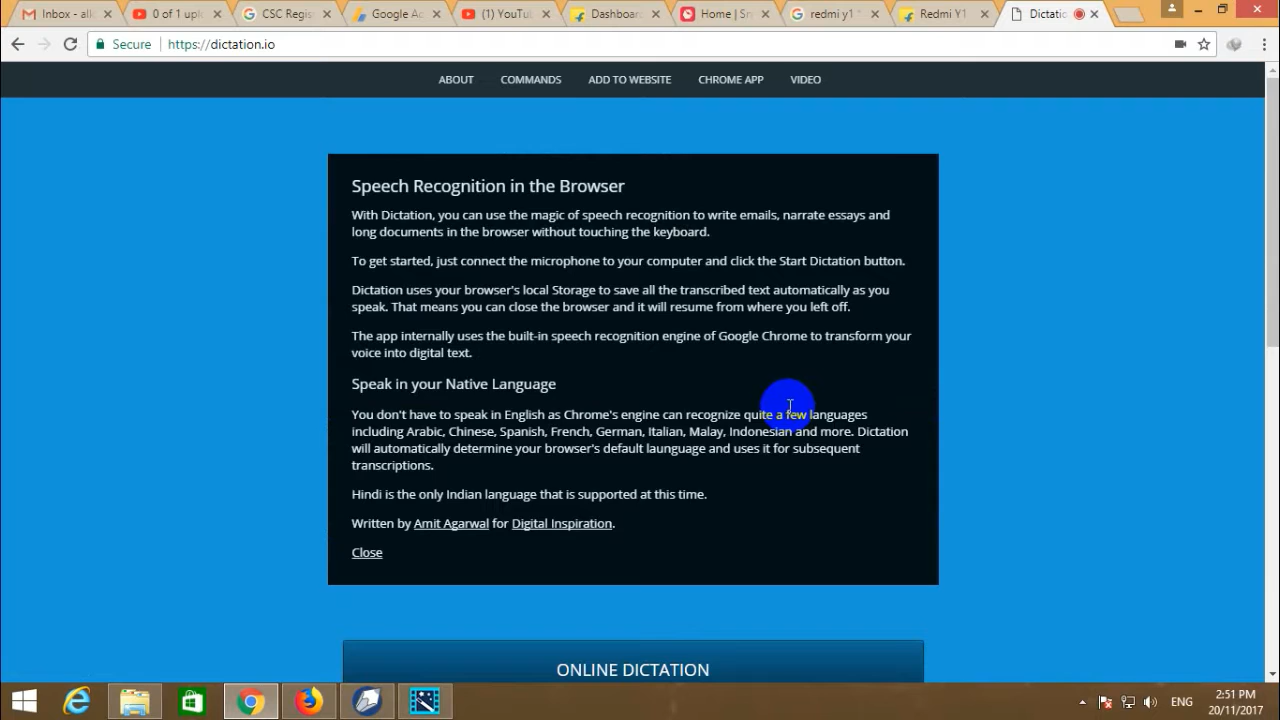 Inbox - alk
0 of 1 upl
CSC Regis
Google Ad
(1) YouTu
Dashboar
Home | Sn
redmi y1
Redmi Y1
Dictatio
Secure
https://dictation.io
ABOUT
COMMANDS
ADD TO WEBSITE
CHROME APP
VIDEO
Speech Recognition in the Browser
With Dictation, you can use the magic of speech recognition to write emails, narrate essays and
long documents in the browser without touching the keyboard.
To get started, just connect the microphone to your computer and click the Start Dictation button.
Dictation uses your browser's local Storage to save all the transcribed text automatically as you
speak. That means you can close the browser and it will resume from where you left off.
The app internally uses the built-in speech recognition engine of Google Chrome to transform your
voice into digital text.
Speak in your Native Language
You don't have to speak in English as Chrome's engine can recognize quite a few languages
including Arabic, Chinese, Spanish, French, German, Italian, Malay, Indonesian and more. Dictation
will automatically determine your browser's default launguage and uses it for subsequent
transcriptions.
Hindi is the only Indian language that is supported at this time.
Written by Amit Agarwal for Digital Inspiration.
Close
ONLINE DICTATION
ENG
2:51 PM
20/11/2017